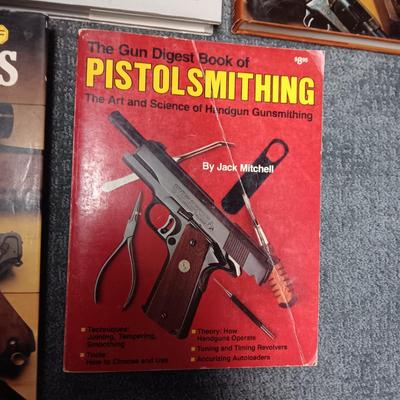 The Gun Digest Book of
$8.95
PISTOLSMITHING
The Art and Science of Handgun Gunsmithing
By Jack Mitchell
Techniques:
Joining, Tempering,
Smoothing
Tools:
How to Choose and Use
Theory: How
Handguns Operate
Tuning and Timing Revolvers
Accurizing Autoloaders
S